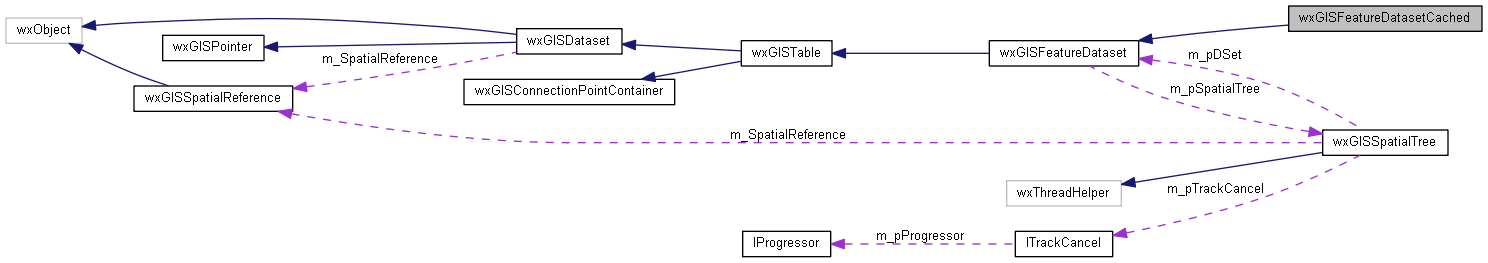 wxGISFeatureDatasetCached
wxObject
wxGISDataset
wxGISPointer
wxGISTable
wxGISFeatureDataset
m_pDSet
m_SpatialReference
m_pSpatialTree
wxGISConnectionPointContainer
wxGISSpatialReference
m_SpatialReference
wxGISSpatialTree
wxThreadHelper
m_pTrackCancel
m_pProgressor
IProgressor
ITrackCancel